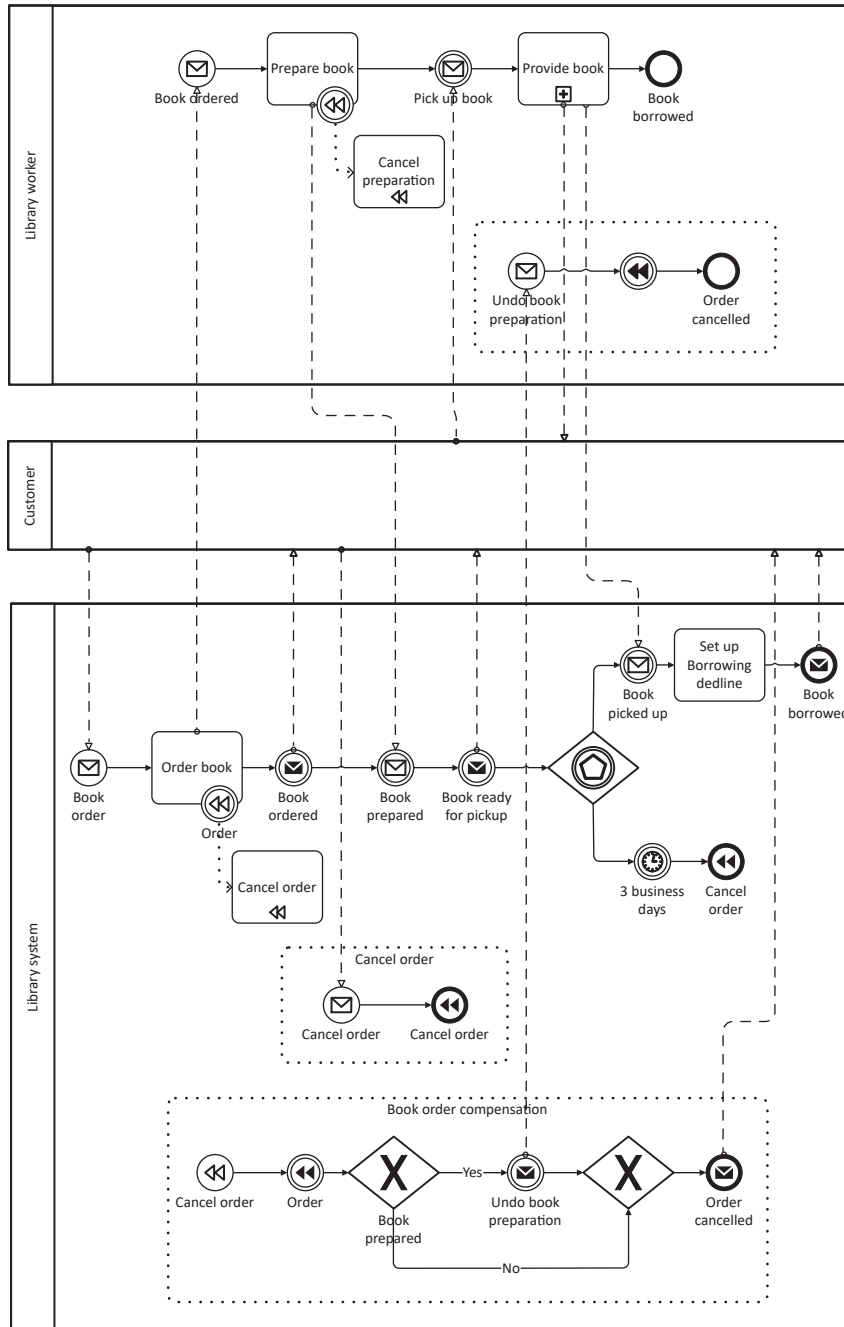 Library worker
Book ordered
Prepare book
Pick up book
Provide book
Book
borrowed
Cancel
preparation
Undo book
preparation
Order
cancelled
Customer
Library system
Book
order
Order book
Order
Book
ordered
Book
prepared
Book ready
for pickup
Book
picked up
Set up
Borrowing
dedline
Book
borrowed
3 business
days
Cancel
order
Cancel order
Cancel order
Cancel order
Cancel order
Book order compensation
Cancel order
Order
Book
prepared
Yes
No
Undo book
preparation
Order
cancelled